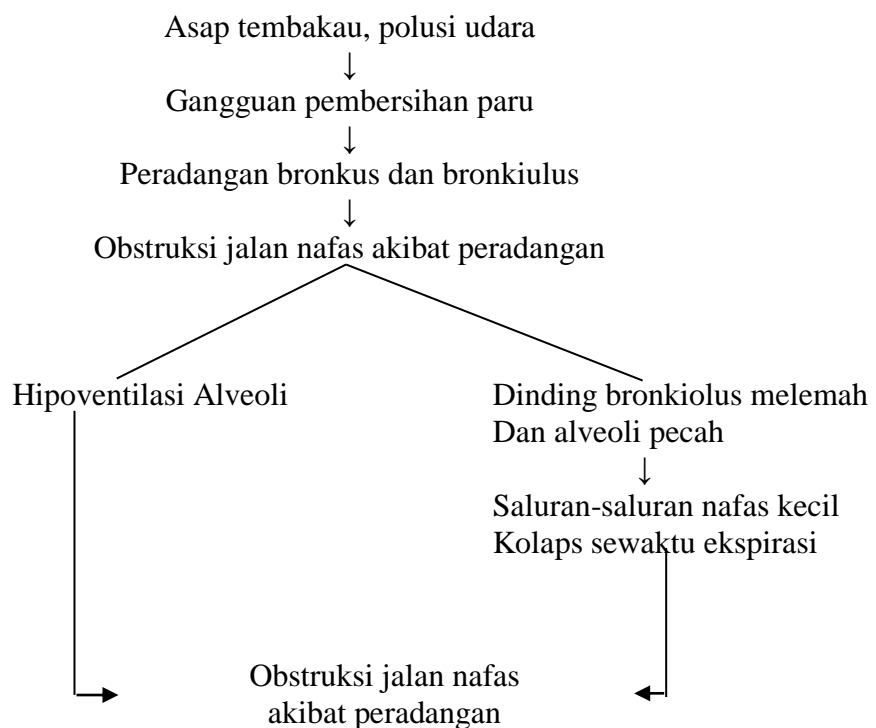 Asap tembakau, polusi udara
↓
Gangguan pembersihan paru
↓
Peradangan bronkus dan bronkiulus
↓
Obstruksi jalan nafas akibat peradangan
Hipoventilasi Alveoli
Dinding bronkiolus melemah
Dan alveoli pecah
↓
Saluran-saluran nafas kecil
Kolaps sewaktu ekspirasi
Obstruksi jalan nafas
akibat peradangan